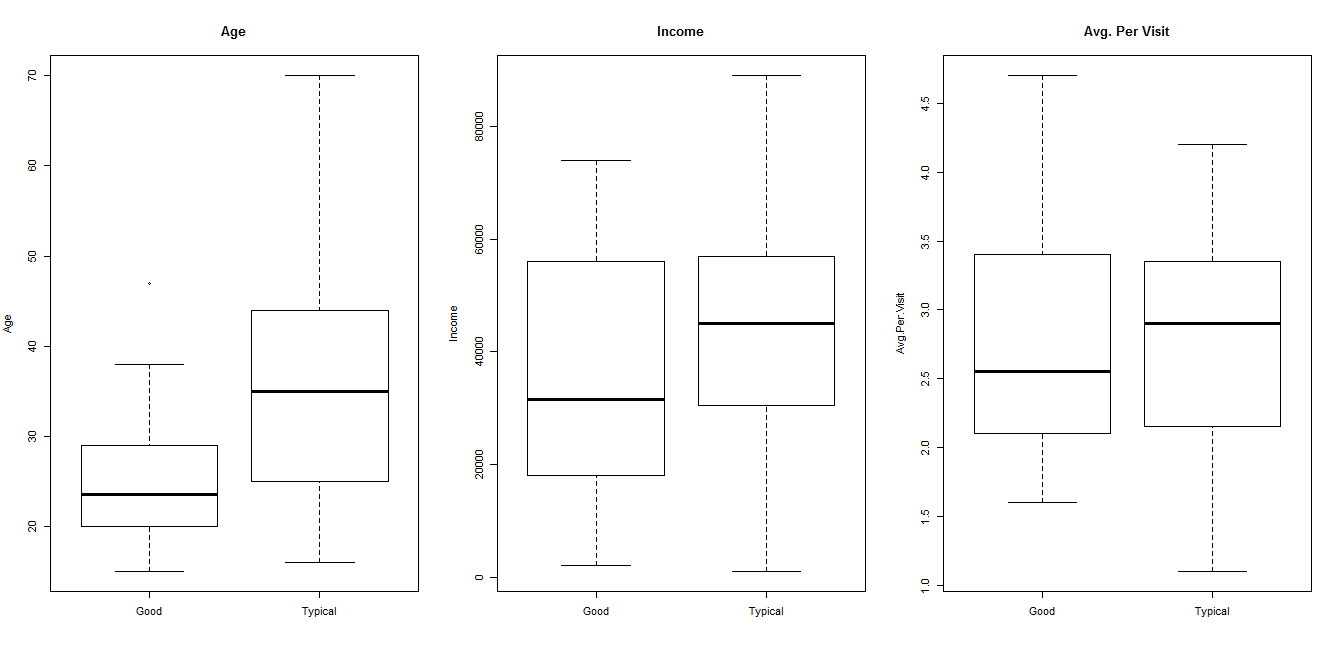 Age
Age
70
60
50
40
30
20
Good Typical
Income
Income
80000
60000
40000
20000
0
Good Typical
Avg. Per Visit
Avg.Per.Visit
4.5
4.0
3.5
3.0
2.5
2.0
1.5
1.0
Good Typical